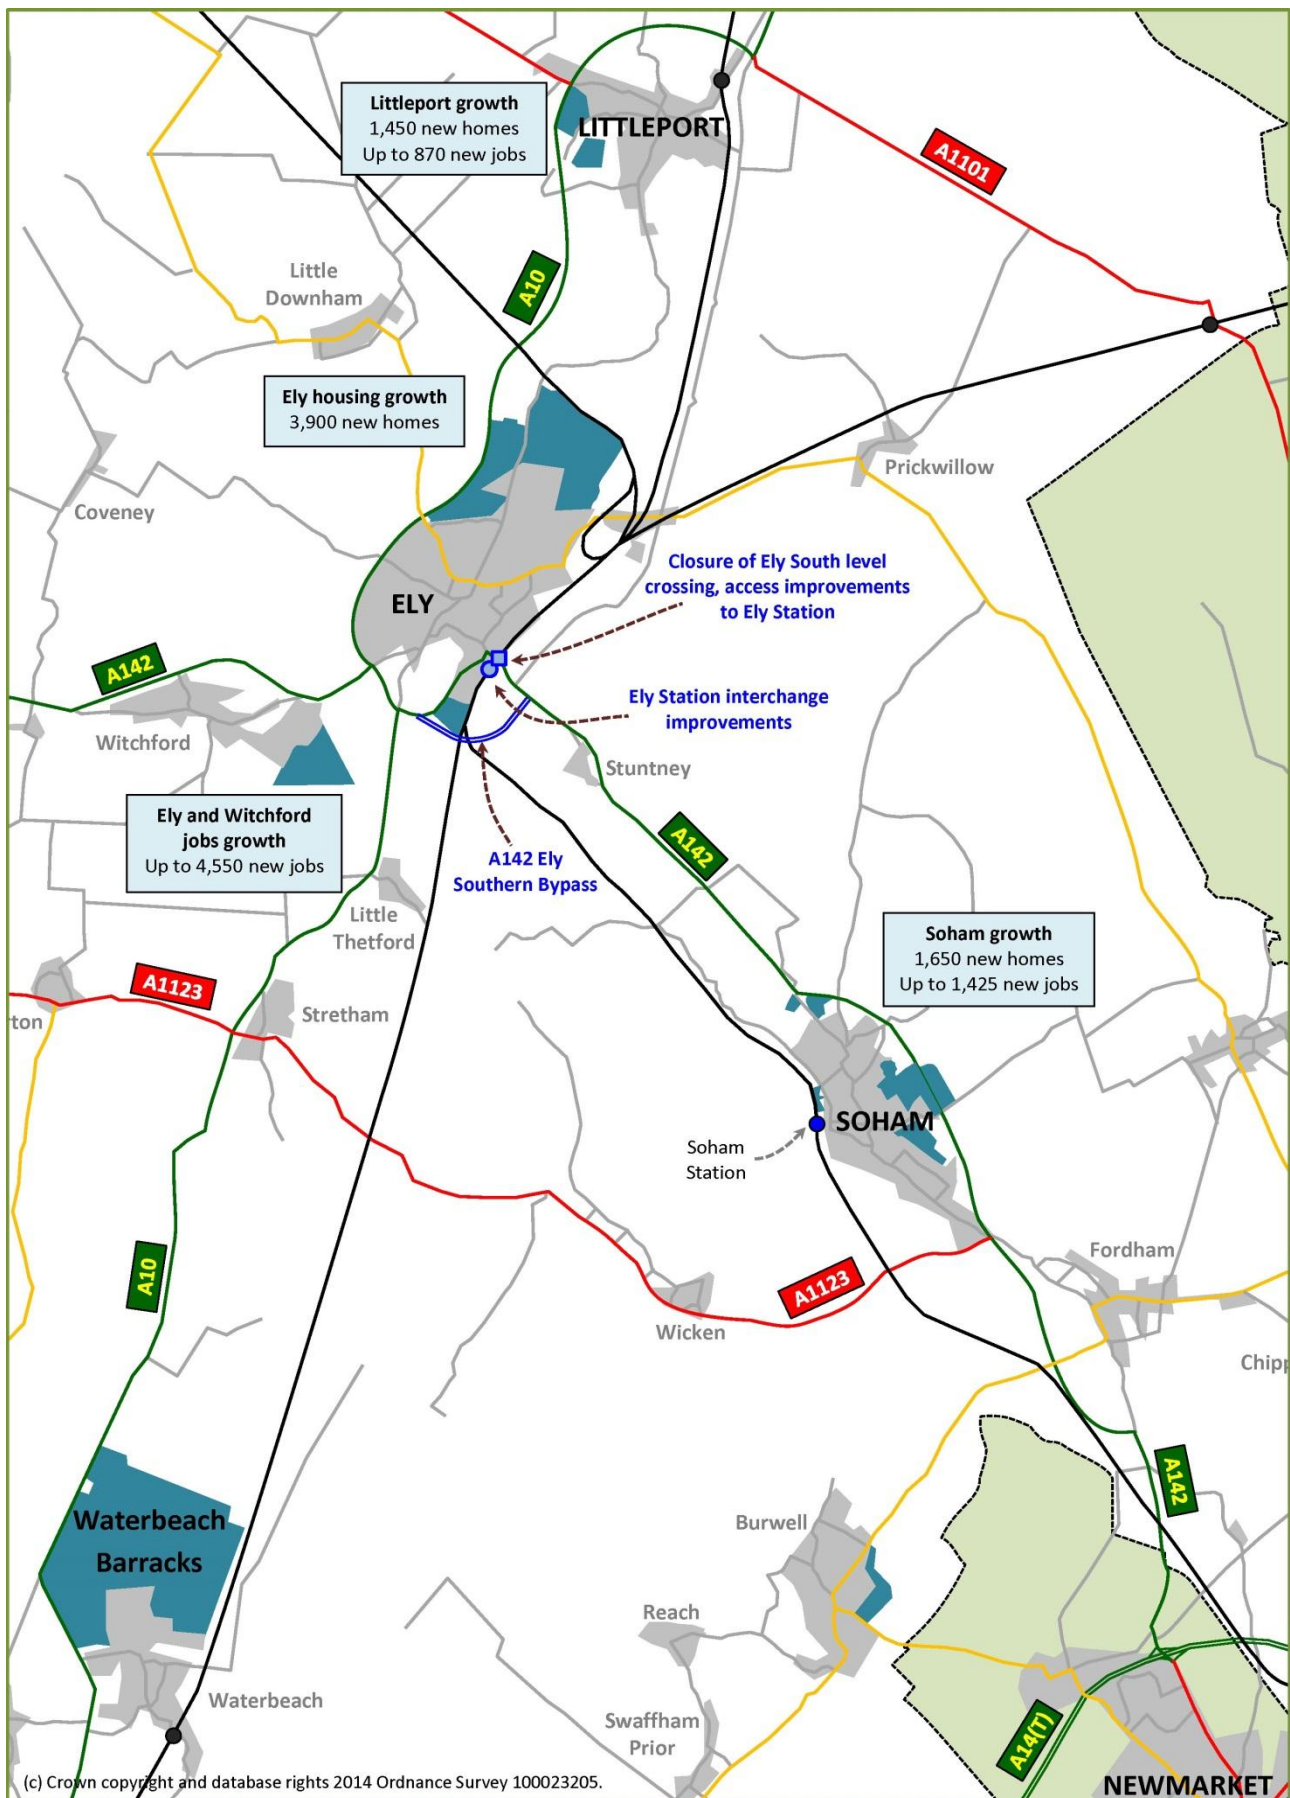 Littleport growth
1,450 new homes
Up to 870 new jobs
LITTLEPORT
A1101
Little
Downham
A10
Ely housing growth
3,900 new homes
Prickwillow
Coveney
Closure of Ely South level
crossing, access improvements
to Ely Station
ELY
A142
Ely Station interchange
improvements
Witchford
Stuntney
Ely and Witchford
jobs growth
Up to 4,550 new jobs
A142
A142 Ely
Southern Bypass
Little
Thetford
Soham growth
1,650 new homes
Up to 1,425 new jobs
A1123
rton
Stretham
SOHAM
Soham
Station
Fordham
A10
A1123
Wicken
Chipp
A142
Waterbeach
Barracks
Burwell
Reach
Waterbeach
Swaffham
Prior
A14(T)
(c) Crown copyright and database rights 2014 Ordnance Survey 100023205.
NEWMARKET